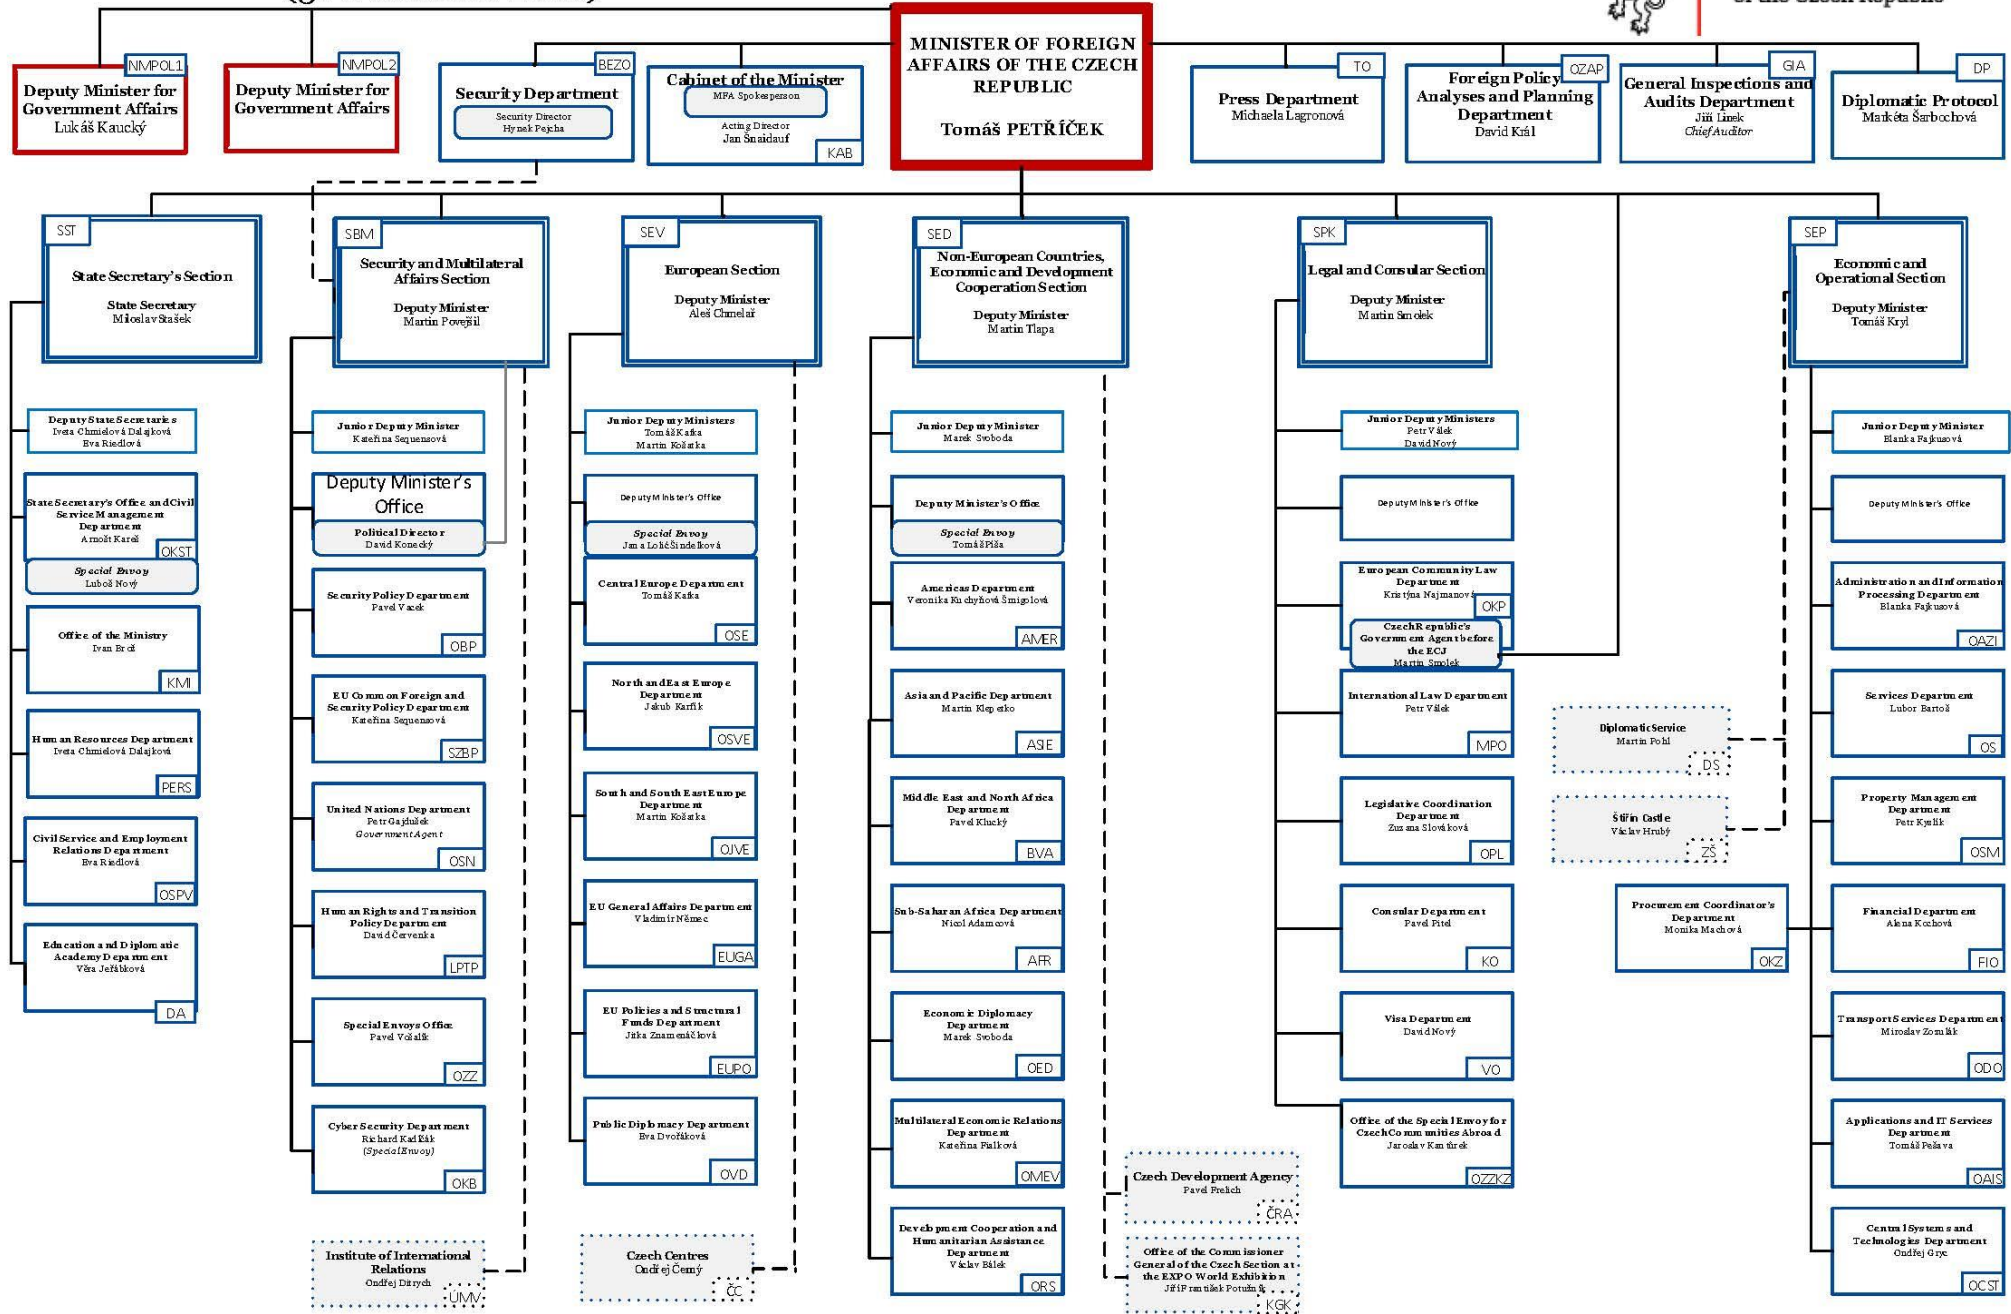 NMPOL1
Deputy Minister for
Government Affairs
Lukáš Kaucký
NMPOL2
Deputy Minister for
Government Affairs
BEZO
Security Department
Security Director
Hynek Pejcha
Cabinet of the Minister
MFA Spokesperson
Acting Director
Jan Šnaidauf
KAB
MINISTER OF FOREIGN
AFFAIRS OF THE CZECH
REPUBLIC
Tomáš PETŘÍČEK
TO
Press Department
Michaela Lagronová
OZAP
Foreign Policy
Analyses and Planning
Department
David Král
GIA
General Inspections and
Audits Department
Jiří Linek
Chief Auditor
DP
Diplomatic Protocol
Markéta Šarbochová
SST
State Secretary's Section
State Secretary
Miloslav Stašek
Deputy State Secretaries
Iveta Chmielová Dalajková
Eva Riedlová
State Secretary's Office and Civil
Service Management
Department
Arnošt Kareš
OKST
Special Envoy
Luboš Nový
Office of the Ministry
Ivan Brož
KMI
Human Resources Department
Iveta Chmielová Dalajková
PERS
Civil Service and Employment
Relations Department
Eva Riedlová
OSPV
Education and Diplomatic
Academy Department
Věra Jeřábková
DA
SBM
Security and Multilateral
Affairs Section
Deputy Minister
Martin Povejšil
Junior Deputy Minister
Kateřina Sequensová
Deputy Minister's
Office
Political Director
David Konecký
Security Policy Department
Pavel Vacek
OBP
EU Common Foreign and
Security Policy Department
Kateřina Sequensová
SZBP
United Nations Department
Petr Gajdušek
Government Agent
OSN
Human Rights and Transition
Policy Department
David Červenka
LPTP
Special Envoys Office
Pavel Vošalík
OZZ
Cyber Security Department
Richard Kadlčák
(Special Envoy)
OKB
Institute of International
Relations
Ondřej Ditrych
ÚMV
SEV
European Section
Deputy Minister
Aleš Chmelař
Junior Deputy Ministers
Tomáš Kafka
Martin Košatka
Deputy Minister's Office
Special Envoy
Jana Lolić Šindelková
Central Europe Department
Tomáš Kafka
OSE
North and East Europe
Department
Jakub Karfík
OSVE
South and South East Europe
Department
Martin Košatka
OJVE
EU General Affairs Department
Vladimír Němec
EUGA
EU Policies and Structural
Funds Department
Jitka Znamenáčková
EUPO
Public Diplomacy Department
Eva Dvořáková
OVD
Czech Centres
Ondřej Černý
ČC
SED
Non-European Countries,
Economic and Development
Cooperation Section
Deputy Minister
Martin Tlapa
Junior Deputy Minister
Marek Svoboda
Deputy Minister's Office
Special Envoy
Tomáš Píša
Americas Department
Veronika Kuchyňová Šmigolová
AMER
Asia and Pacific Department
Martin Klepetko
ASIE
Middle East and North Africa
Department
Pavel Klucký
BVA
Sub-Saharan Africa Department
Nicol Adamcová
AFR
Economic Diplomacy
Department
Marek Svoboda
OED
Multilateral Economic Relations
Department
Kateřina Fialková
OMEV
Development Cooperation and
Humanitarian Assistance
Department
Václav Bálek
ORS
Czech Development Agency
Pavel Frelich
ČRA
Office of the Commissioner
General of the Czech Section at
the EXPO World Exhibition
Jiří František Potužník
KGK
SPK
Legal and Consular Section
Deputy Minister
Martin Smolek
Junior Deputy Ministers
Petr Válek
David Nový
Deputy Minister's Office
European Community Law
Department
Kristýna Najmanová
OKP
Czech Republic's
Government Agent before
the ECJ
Martin Smolek
International Law Department
Petr Válek
MPO
Legislative Coordination
Department
Zuzana Slováková
OPL
Consular Department
Pavel Pitel
KO
Visa Department
David Nový
VO
Office of the Special Envoy for
Czech Communities Abroad
Jaroslav Kantůrek
OZZKZ
SEP
Economic and
Operational Section
Deputy Minister
Tomáš Kryl
Diplomatic Service
Martin Pohl
DS
Štiřín Castle
Václav Hrubý
ZŠ
Procurement Coordinator's
Department
Monika Machová
OKZ
Junior Deputy Minister
Blanka Fajkusová
Deputy Minister's Office
Administration and Information
Processing Department
Blanka Fajkusová
OAZI
Services Department
Lubor Bartoš
OS
Property Management
Department
Petr Kyslík
OSM
Financial Department
Alena Kochová
FIO
Transport Services Department
Miroslav Zosulák
ODO
Applications and IT Services
Department
Tomáš Pešava
OAIS
Central Systems and
Technologies Department
Ondřej Gryc
OCST